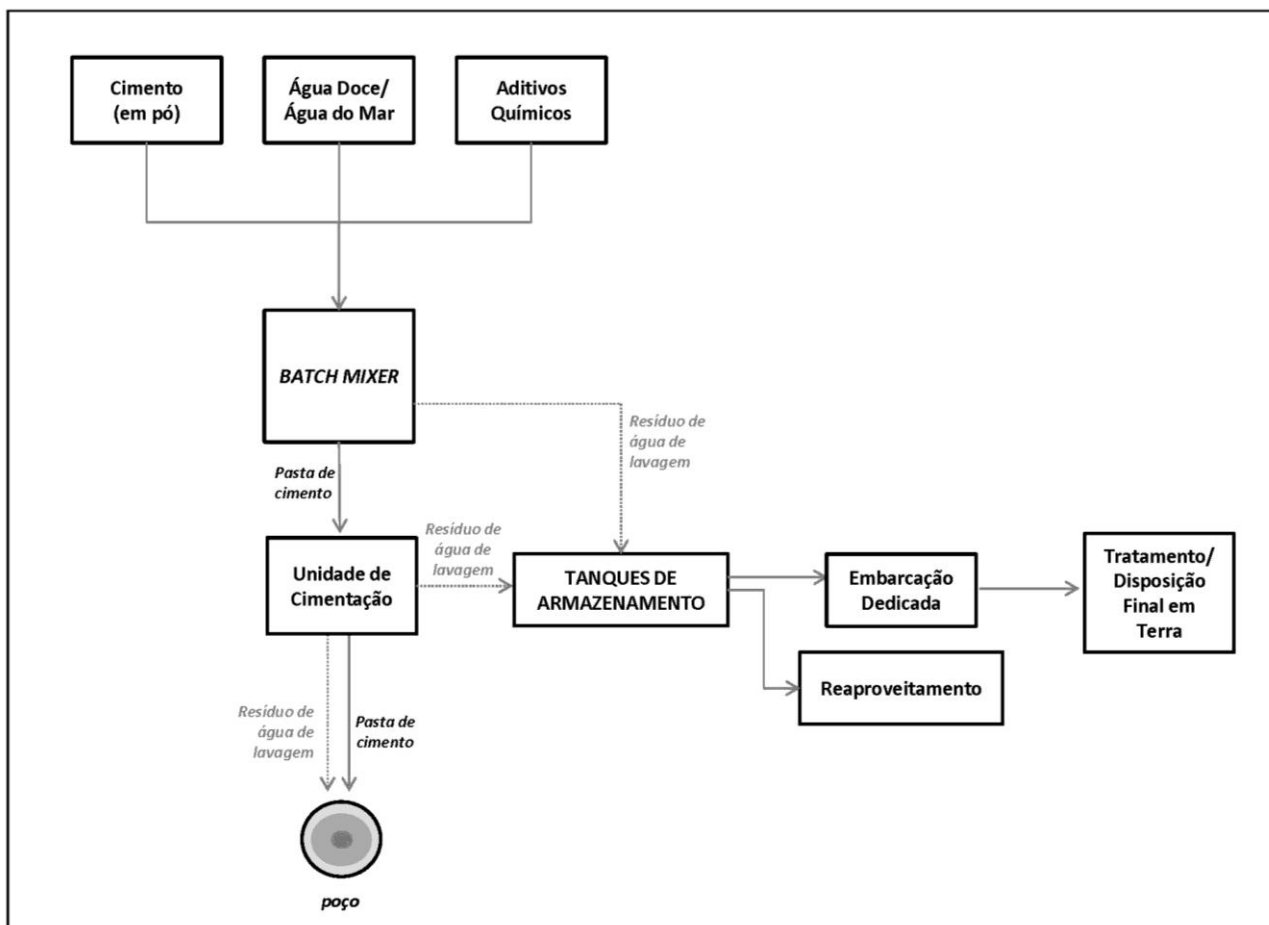 Cimento
(em pó)
Água Doce/
Água do Mar
Aditivos
Químicos
BATCH MIXER
Resíduo de
água de
lavagem
Pasta de
cimento
Resíduo de
água de
lavagem
Unidade de
Cimentação
TANQUES DE
ARMAZENAMENTO
Embarcação
Dedicada
Tratamento/
Disposição
Final em
Terra
Reaproveitamento
Resíduo de
água de
lavagem
Pasta de
cimento
poço